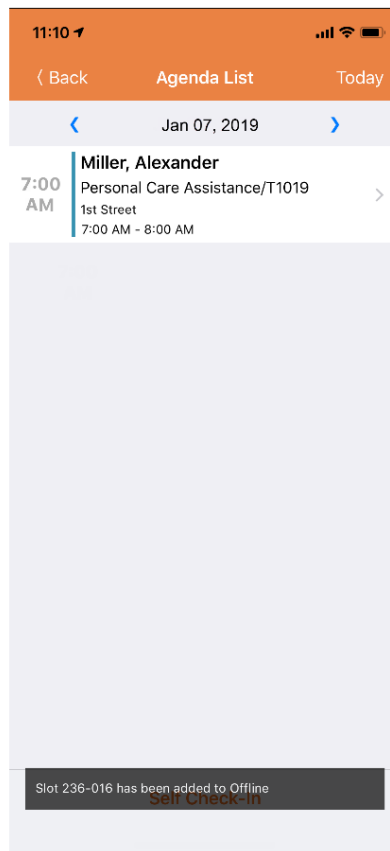 11:10
Back
Agenda List
Today
Jan 07, 2019
7:00 AM
Miller, Alexander
Personal Care Assistance/T1019
1st Street
7:00 AM - 8:00 AM
Slot 236-016 has been added to Offline
Self Check-In